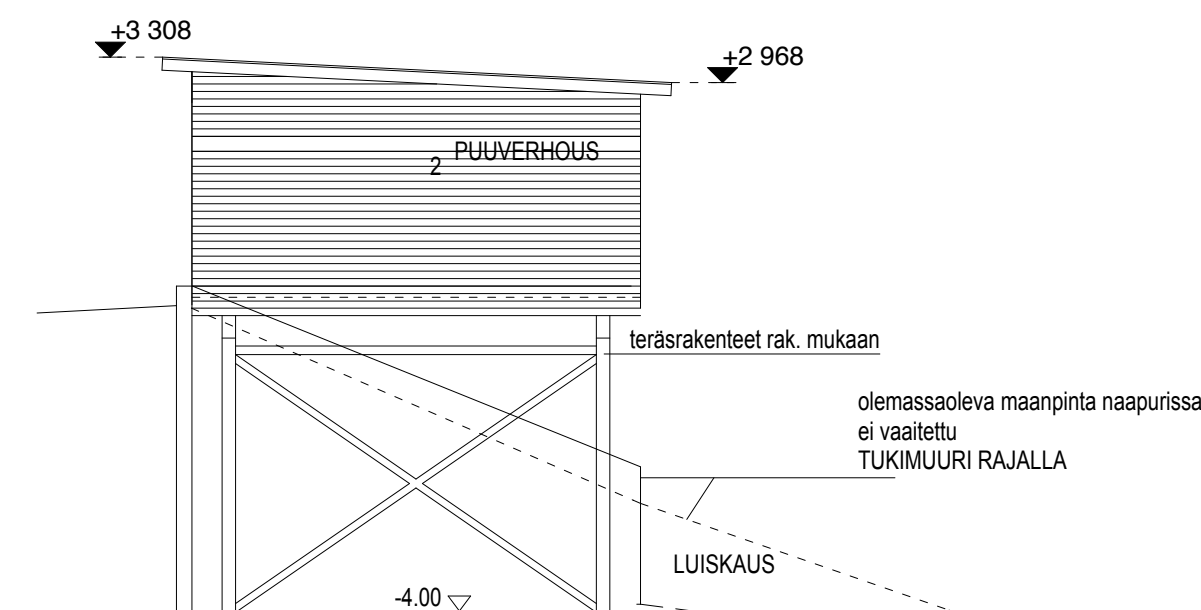 +3 308
+2 968
PUUVERHOUS
2
teräsrakenteet rak. mukaan
olemassaoleva maanpinta naapurissa
ei vaaitettu
TUKIMUURI RAJALLA
LUISKAUS
-4.00